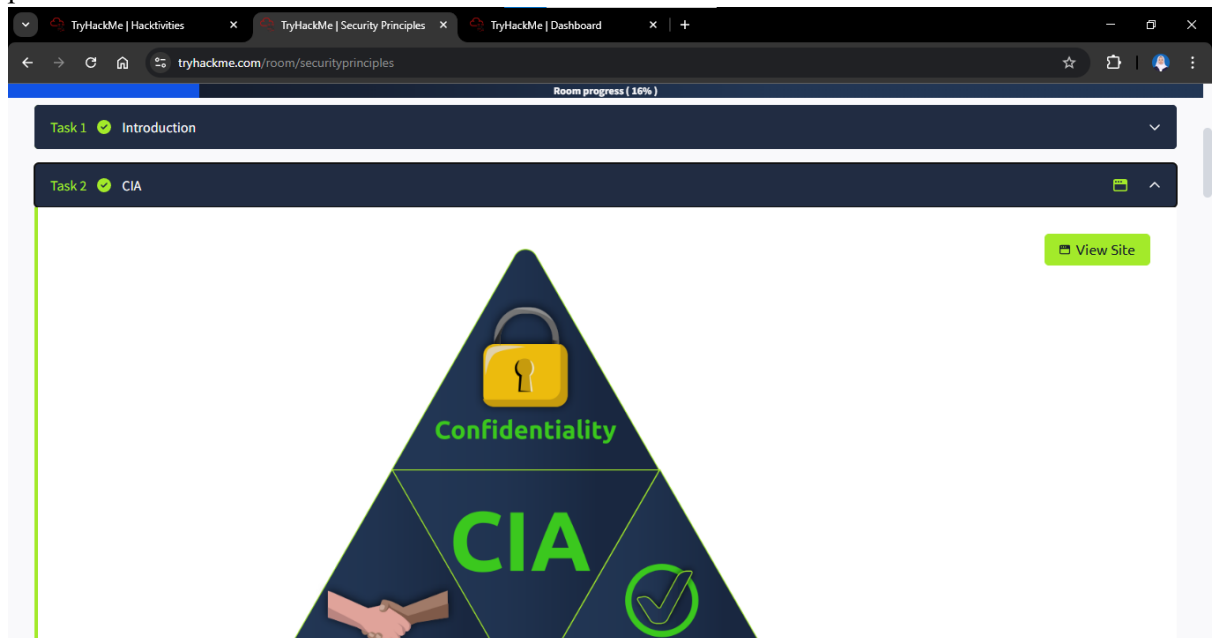 TryHackMe | Hacktivities
TryHackMe | Security Principles
TryHackMe | Dashboard
tryhackme.com/room/securityprinciples
Room progress ( 16% )
Task 1 Introduction
Task 2 CIA
View Site
Confidentiality
CIA